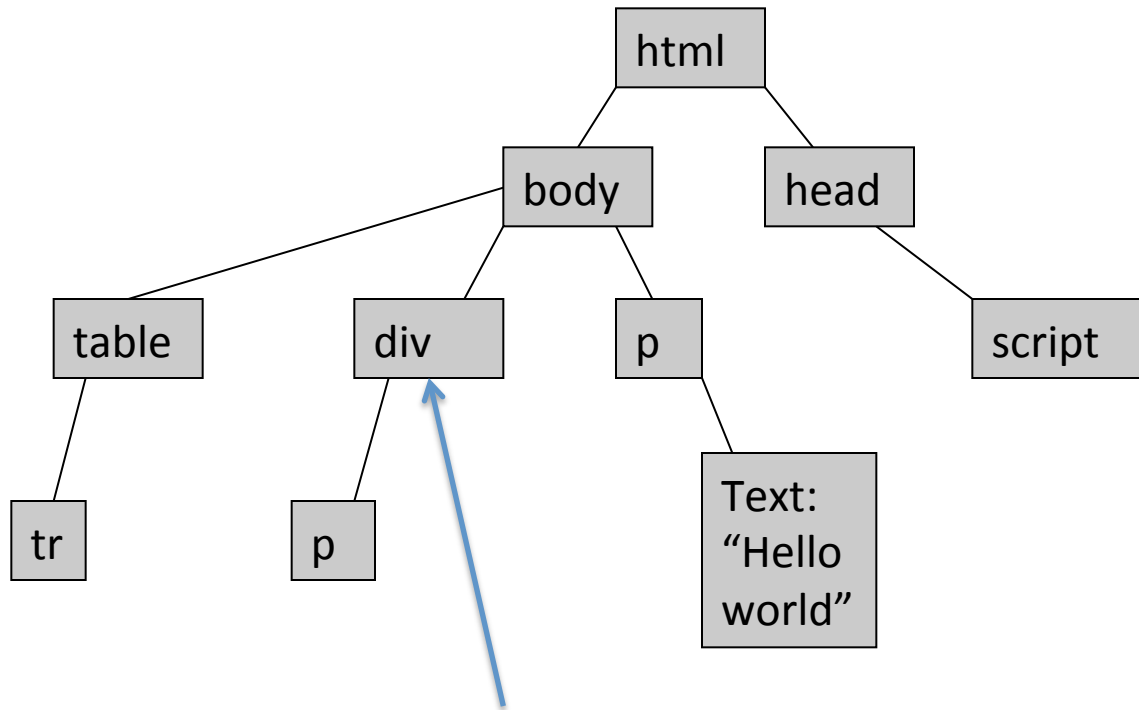 html
body
head
table
div
p
script
tr
p
Text:
“Hello
world”